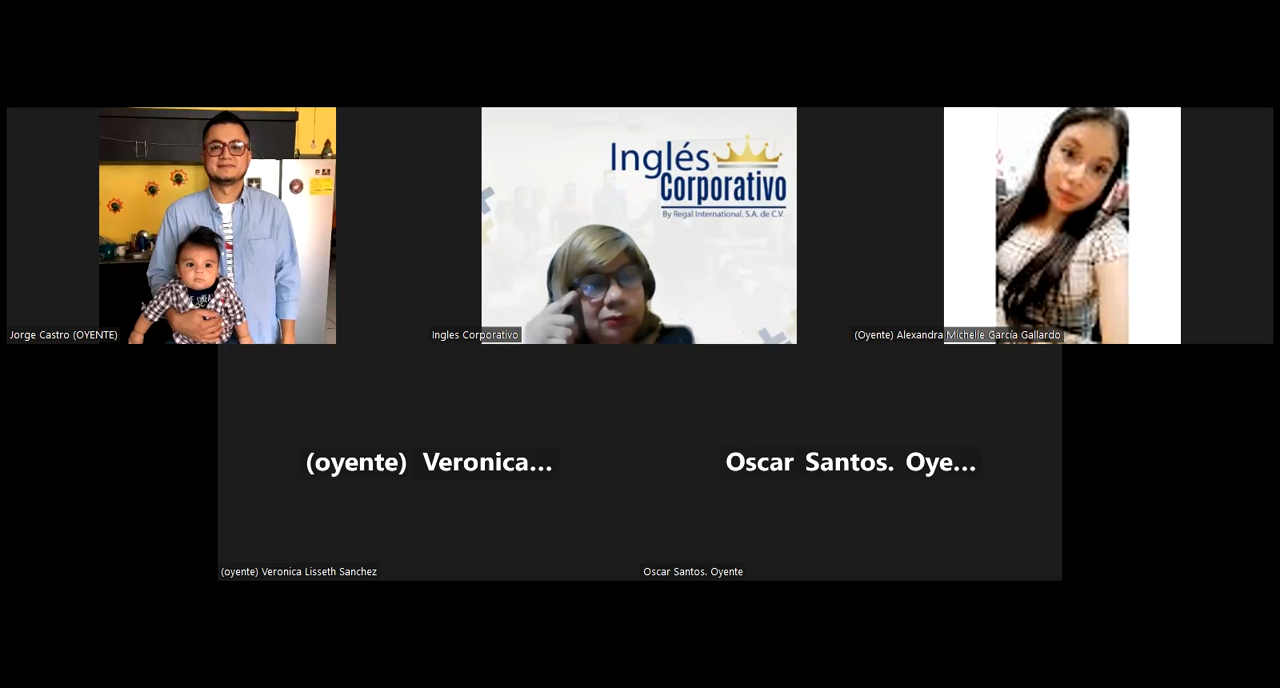 Inglés
Corporativo
By Regal International, S.A. de C.V.
Jorge Castro (OYENTE)
Ingles Corporativo
(Oyente) Alexandra Michelle García Gallardo
(oyente) Veronica...
Oscar Santos. Oye...
(oyente) Veronica Lisseth Sanchez
Oscar Santos. Oyente